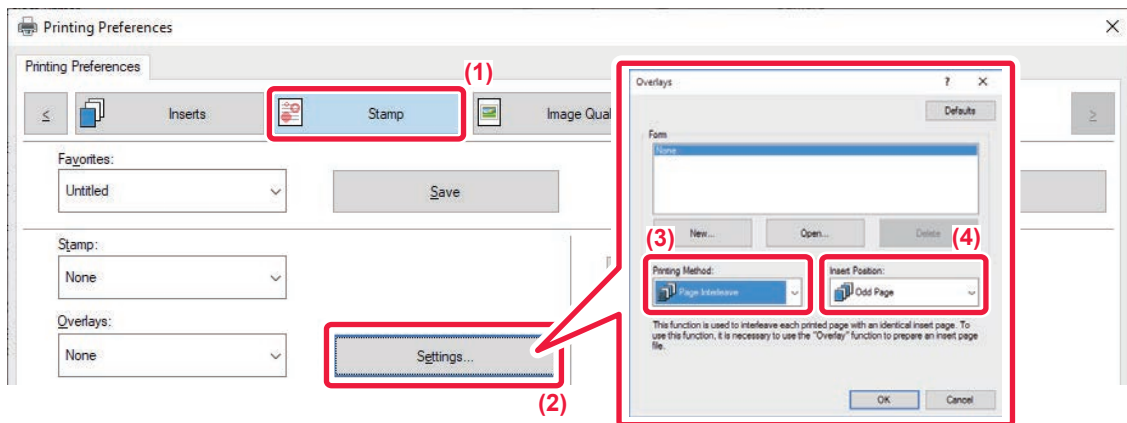 Printing Preferences
Printing Preferences
(1)
≤
Inserts
Stamp
Image Qual
≥
Favorites:
Untitled
Save
Stamp:
None
Overlays:
None
Settings...
(2)
Overlays
?
Defaults
Form
None
New...
Open...
Delete
(3)
(4)
Printing Method:
Page Interleave
Insert Position:
Odd Page
This function is used to interleave each printed page with an identical insert page. To
use this function, it is necessary to use the "Overlay" function to prepare an insert page
file.
OK
Cancel